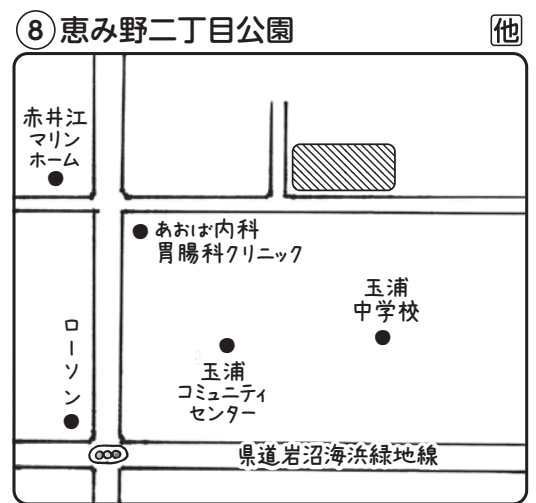 ⑧恵み野二丁目公園 他
赤井江
マリン
ホーム
あおば内科
胃腸科クリニック
玉浦
中学校
ローソン
玉浦
コミュニティ
センター
県道岩沼海浜緑地線